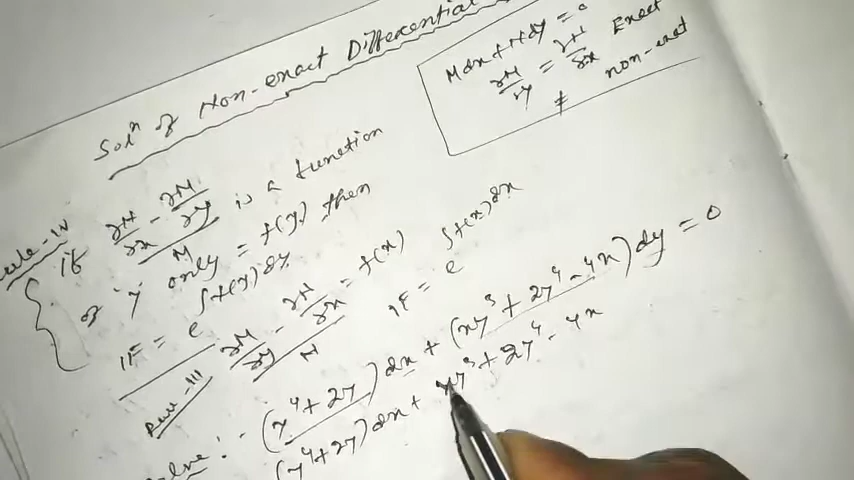 Solⁿ of Non-exact Differential
Mdx + Ndy = 0
∂M/∂y = ∂N/∂x Exact
≠ non-exact
Rule-IV
If (∂N/∂x - ∂M/∂y)/M is a function
of y only = f(y) then
IF = e^∫f(y)dy
Rule-III
(∂M/∂y - ∂N/∂x)/N = f(x) IF = e^∫f(x)dx
Solve :- (y⁴ + 2y)dx + (xy³ + 2y⁴ - 4x)dy = 0
(y⁴ + 2y)dx + xy³ + 2y⁴ - 4x